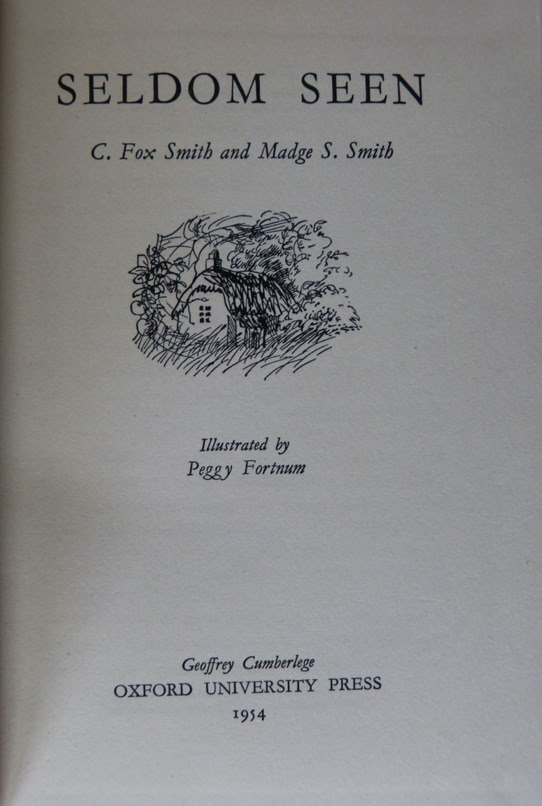 SELDOM SEEN
C. Fox Smith and Madge S. Smith
Illustrated by
Peggy Fortnum
Geoffrey Cumberlege
OXFORD UNIVERSITY PRESS
1954